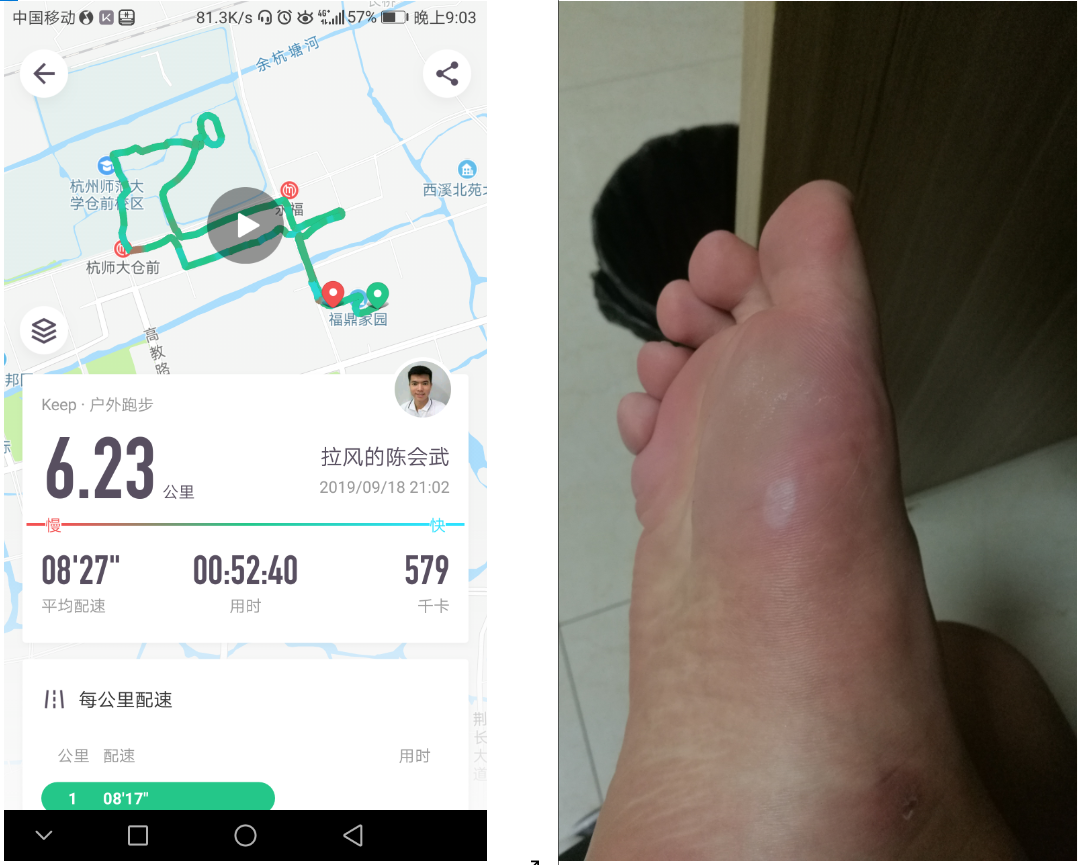 中国移动 81.3K/s 57% 晚上9:03
余杭塘河
杭州师范大
学仓前校区
西溪北苑
永福
杭师大仓前
福鼎家园
高教路
Keep · 户外跑步
6.23 公里
拉风的陈会武
2019/09/18 21:02
慢 快
08'27" 00:52:40 579
平均配速 用时 千卡
每公里配速
公里 配速 用时
1 08'17"
荆长大道